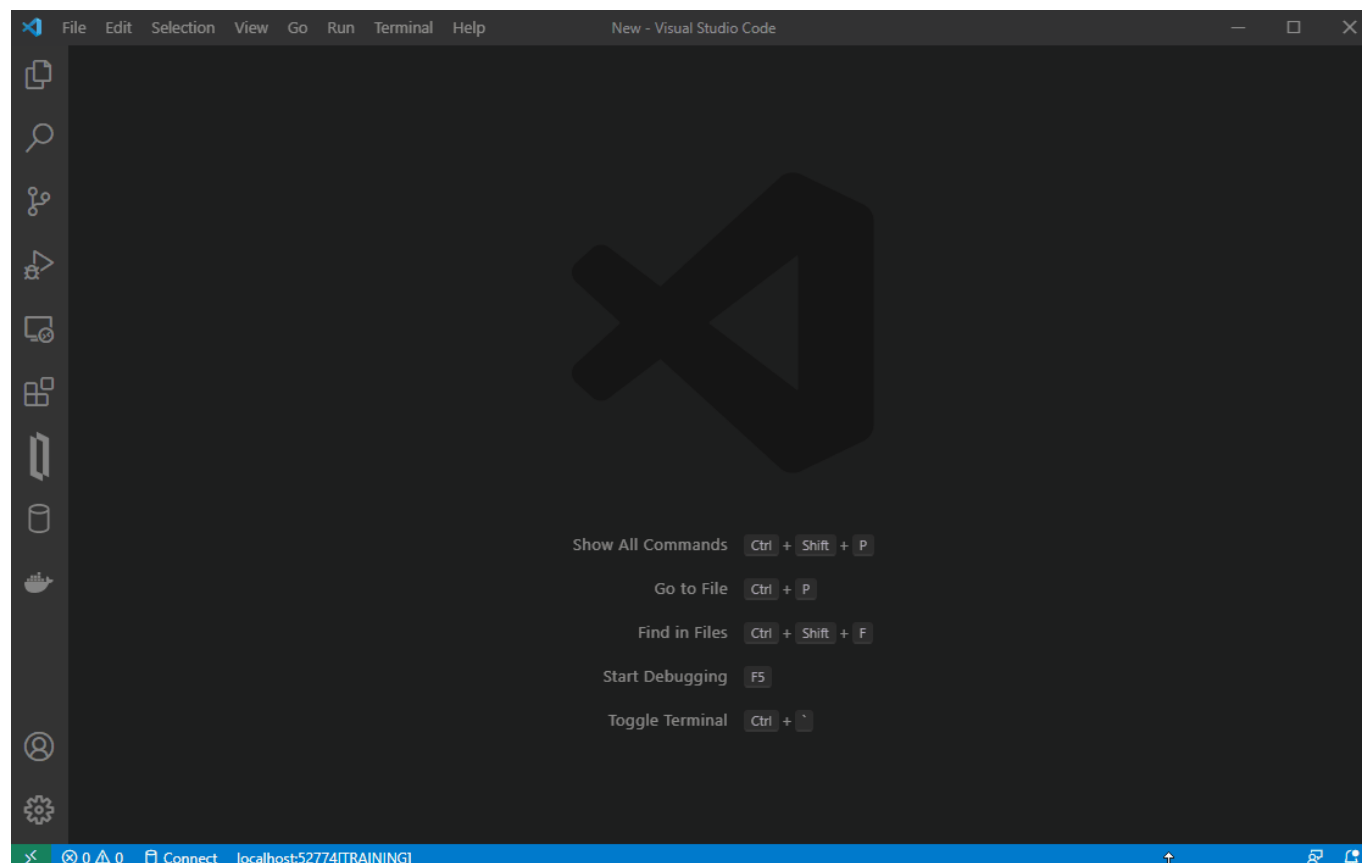 File Edit Selection View Go Run Terminal Help New - Visual Studio Code
Show All Commands Ctrl + Shift + P
Go to File Ctrl + P
Find in Files Ctrl + Shift + F
Start Debugging F5
Toggle Terminal Ctrl + `
0 0 Connect localhost:52774[TRAINING]